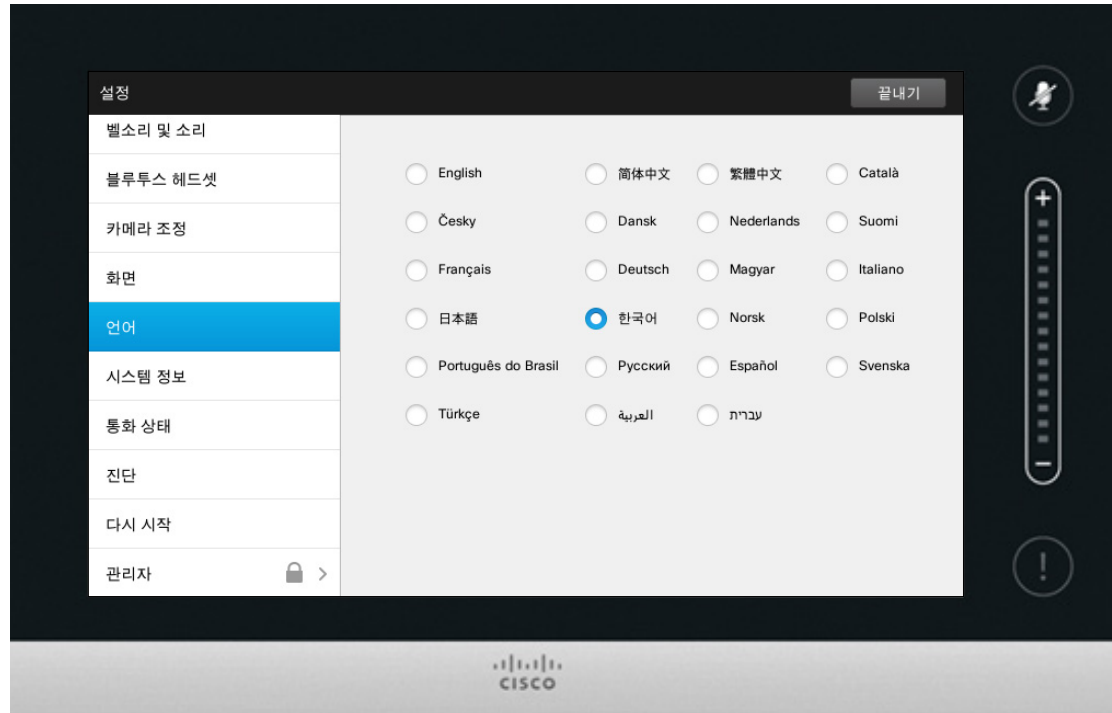 설정
끝내기
벨소리 및 소리
블루투스 헤드셋
카메라 조정
화면
언어
시스템 정보
통화 상태
진단
다시 시작
관리자
English 简体中文 繁體中文 Català
Česky Dansk Nederlands Suomi
Français Deutsch Magyar Italiano
日本語 한국어 Norsk Polski
Português do Brasil Русский Español Svenska
Türkçe العربية עברית
+
−
!
CISCO